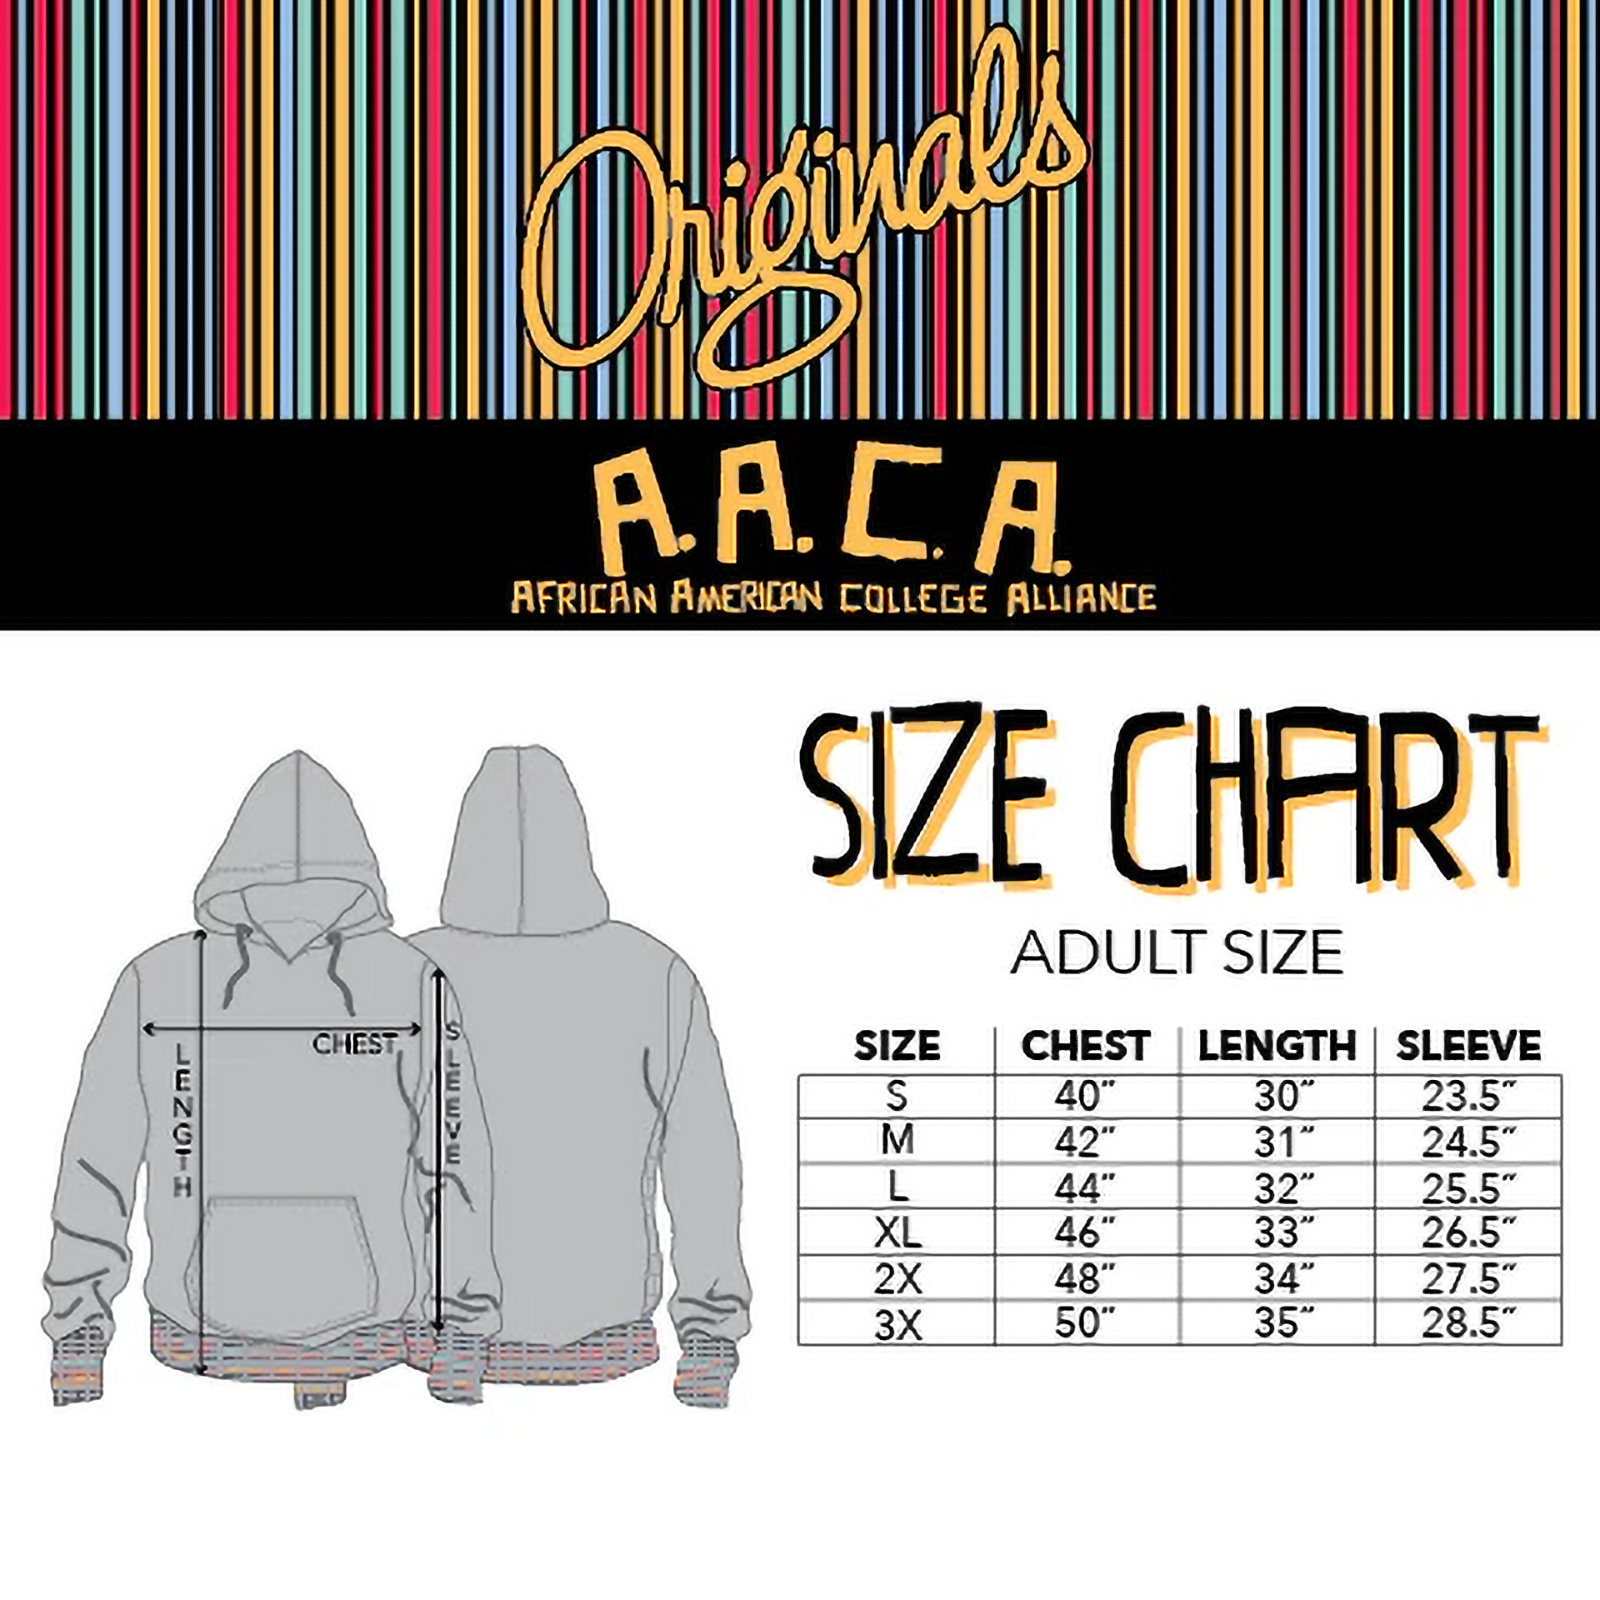 Originals
A.A.C.A.
AFRICAN AMERICAN COLLEGE ALLIANCE
SIZE CHART
ADULT SIZE
CHEST
LENGTH
SLEEVE
SIZE CHEST LENGTH SLEEVE
S 40” 30” 23.5”
M 42” 31” 24.5”
L 44” 32” 25.5”
XL 46” 33” 26.5”
2X 48” 34” 27.5”
3X 50” 35” 28.5”